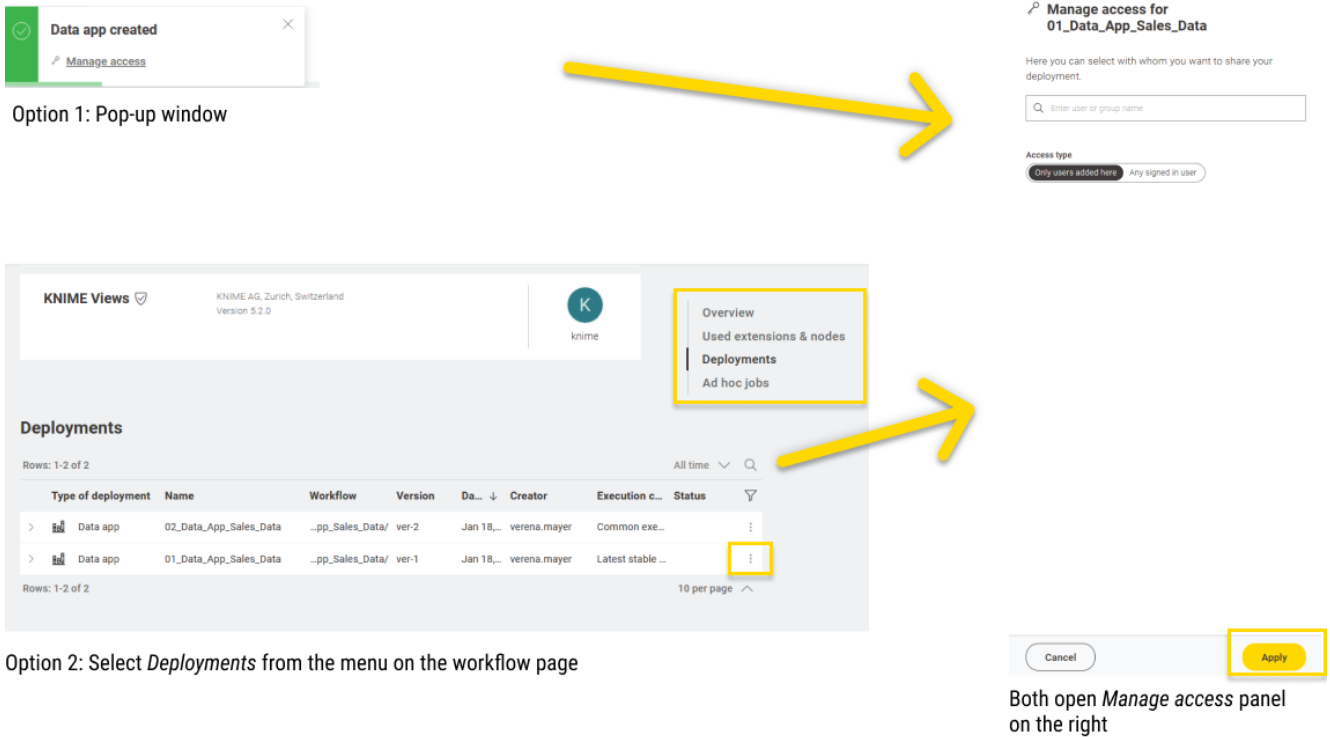 Data app created
Manage access
Option 1: Pop-up window
Manage access for
01_Data_App_Sales_Data
Here you can select with whom you want to share your
deployment.
Enter user or group name
Access type
Only users added here Any signed in user
KNIME Views
KNIME AG, Zurich, Switzerland
Version 5.2.0
K
knime
Overview
Used extensions & nodes
Deployments
Ad hoc jobs
Deployments
Rows: 1-2 of 2 All time
Type of deployment Name Workflow Version Da... ↓ Creator Execution c... Status
Data app 02_Data_App_Sales_Data ...pp_Sales_Data/ ver-2 Jan 18,... verena.mayer Common exe...
Data app 01_Data_App_Sales_Data ...pp_Sales_Data/ ver-1 Jan 18,... verena.mayer Latest stable ...
Rows: 1-2 of 2 10 per page
Option 2: Select Deployments from the menu on the workflow page
Cancel Apply
Both open Manage access panel
on the right